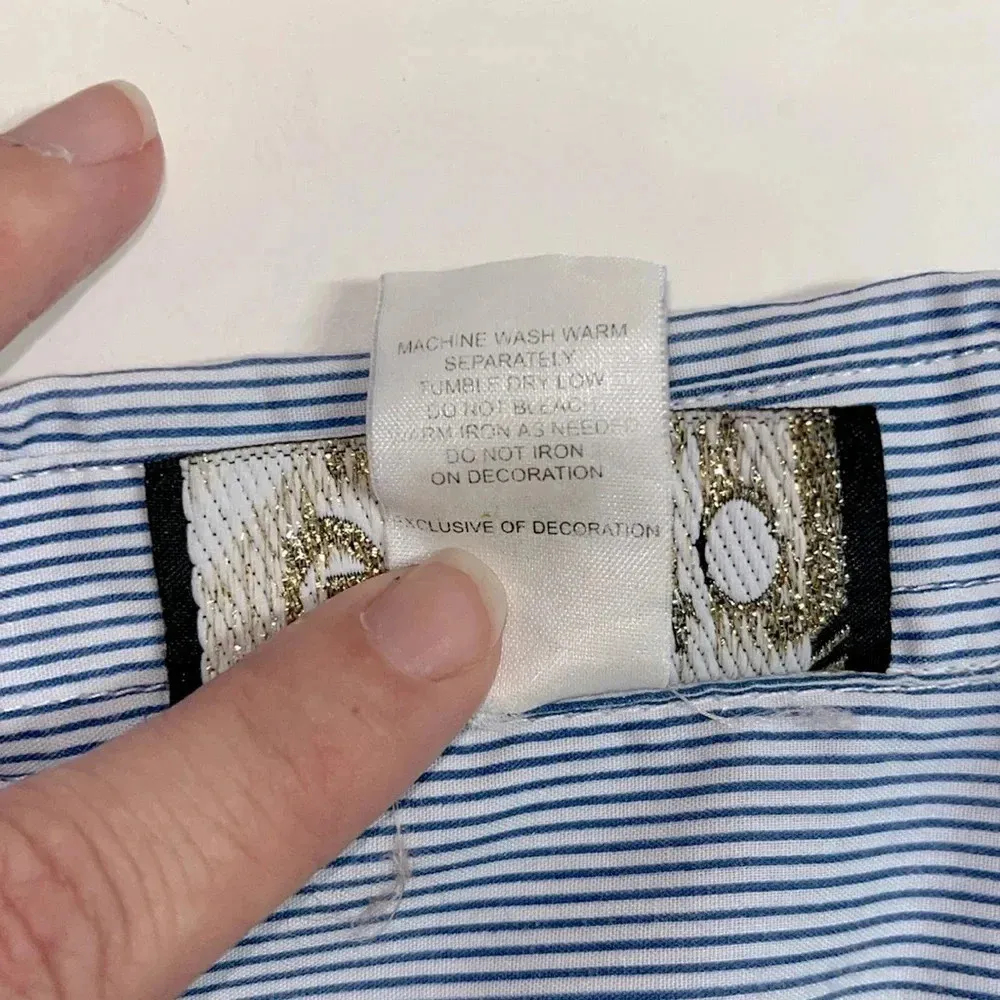 MACHINE WASH WARM
SEPARATELY
TUMBLE DRY LOW
DO NOT BLEACH
WARM IRON AS NEEDED
DO NOT IRON
ON DECORATION
EXCLUSIVE OF DECORATION